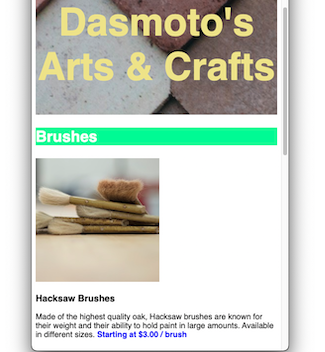 Dasmoto's
Arts & Crafts
Brushes
Hacksaw Brushes
Made of the highest quality oak, Hacksaw brushes are known for
their weight and their ability to hold paint in large amounts. Available
in different sizes. Starting at $3.00 / brush